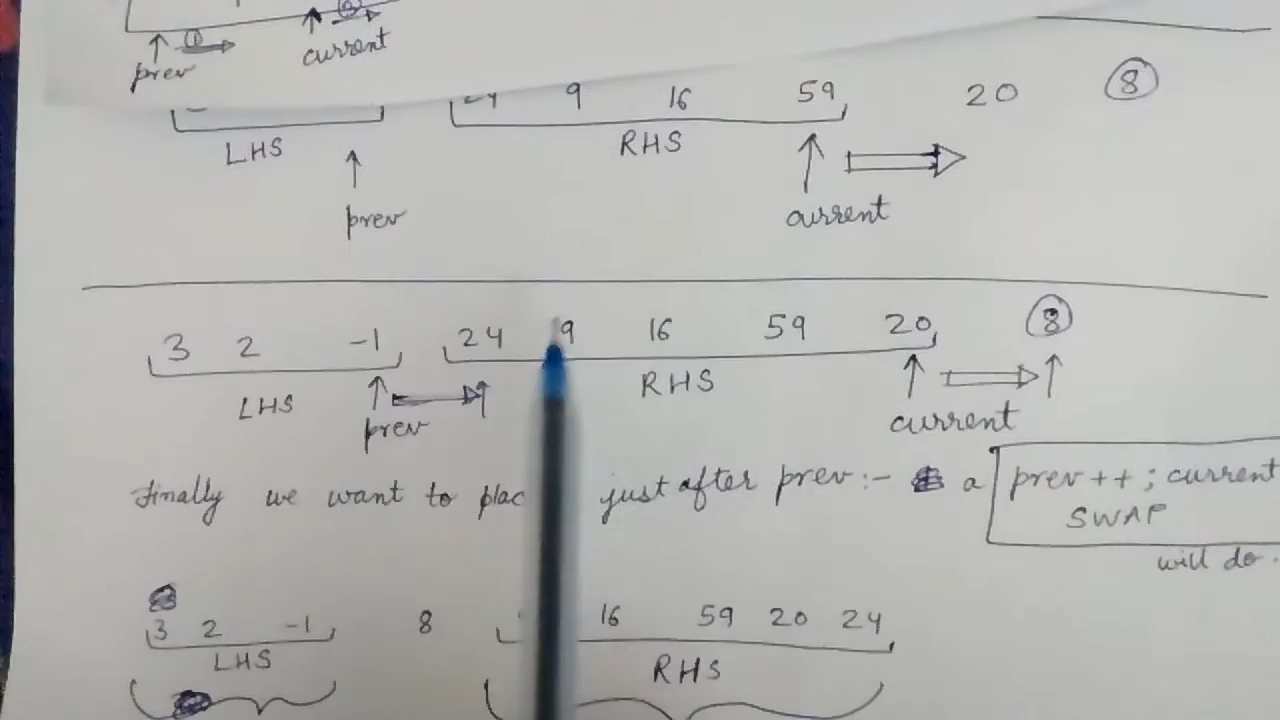 prev current
9 16 59 20 8
LHS RHS
prev current
3 2 -1 24 9 16 59 20 8
LHS RHS
prev current
Finally we want to just after prev:- a prev++; current
SWAP
will do.
3 2 -1 8 16 59 20 24
LHS RHS